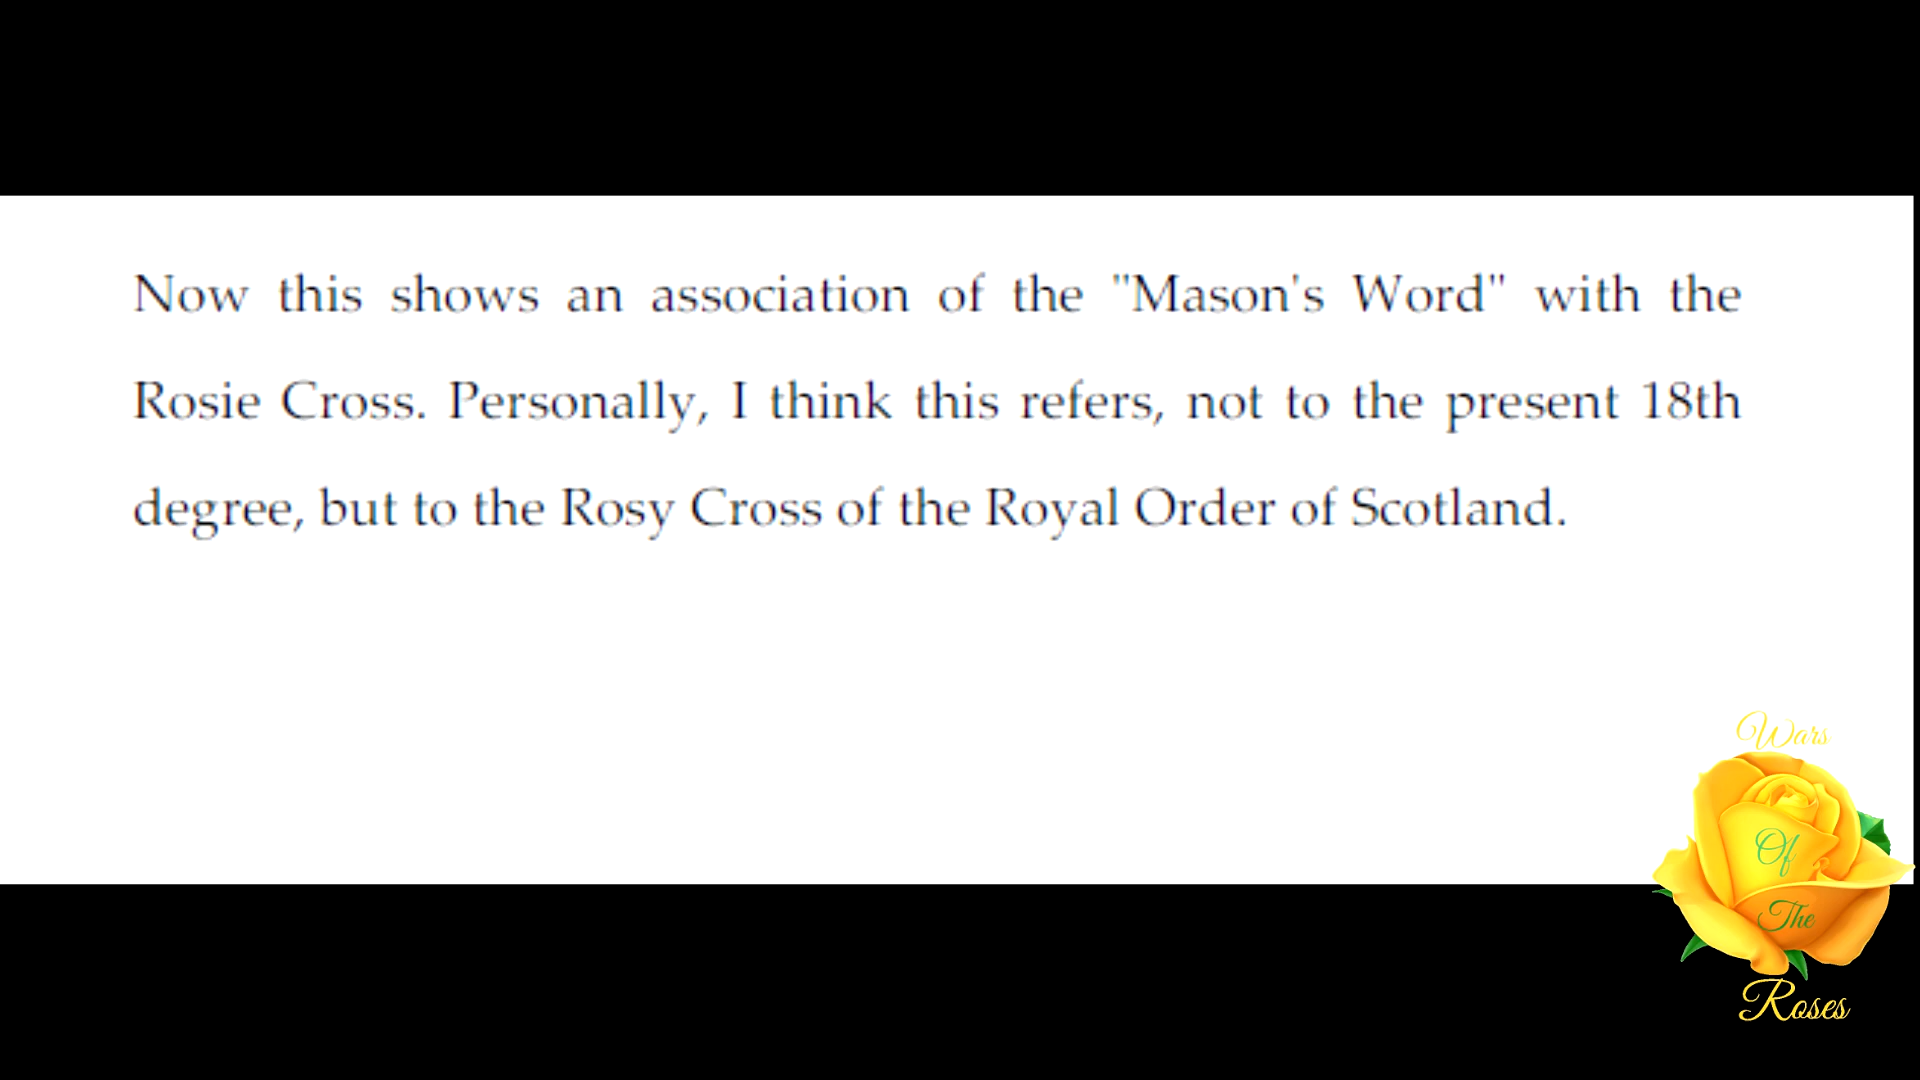 Now this shows an association of the "Mason's Word" with the
Rosie Cross. Personally, I think this refers, not to the present 18th
degree, but to the Rosy Cross of the Royal Order of Scotland.
Wars
Of
The
Roses